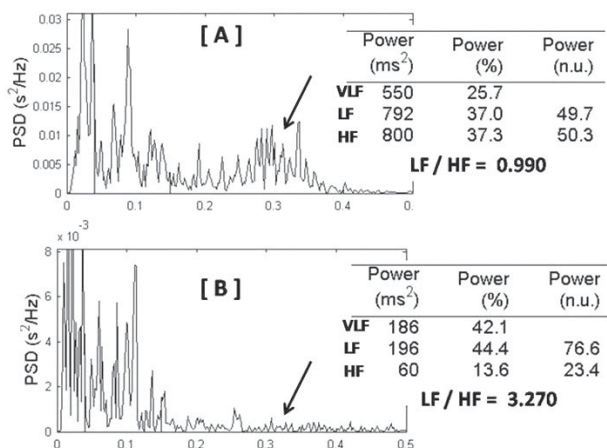 [ A ]
PSD (s²/Hz)
0.03
0.025
0.02
0.015
0.01
0.005
0
0 0.1 0.2 0.3 0.4 0.5
Power (ms²) Power (%) Power (n.u.)
VLF 550 25.7
LF 792 37.0 49.7
HF 800 37.3 50.3
LF / HF = 0.990
x 10⁻³
[ B ]
PSD (s²/Hz)
8
6
4
2
0
0 0.1 0.2 0.3 0.4 0.5
Power (ms²) Power (%) Power (n.u.)
VLF 186 42.1
LF 196 44.4 76.6
HF 60 13.6 23.4
LF / HF = 3.270